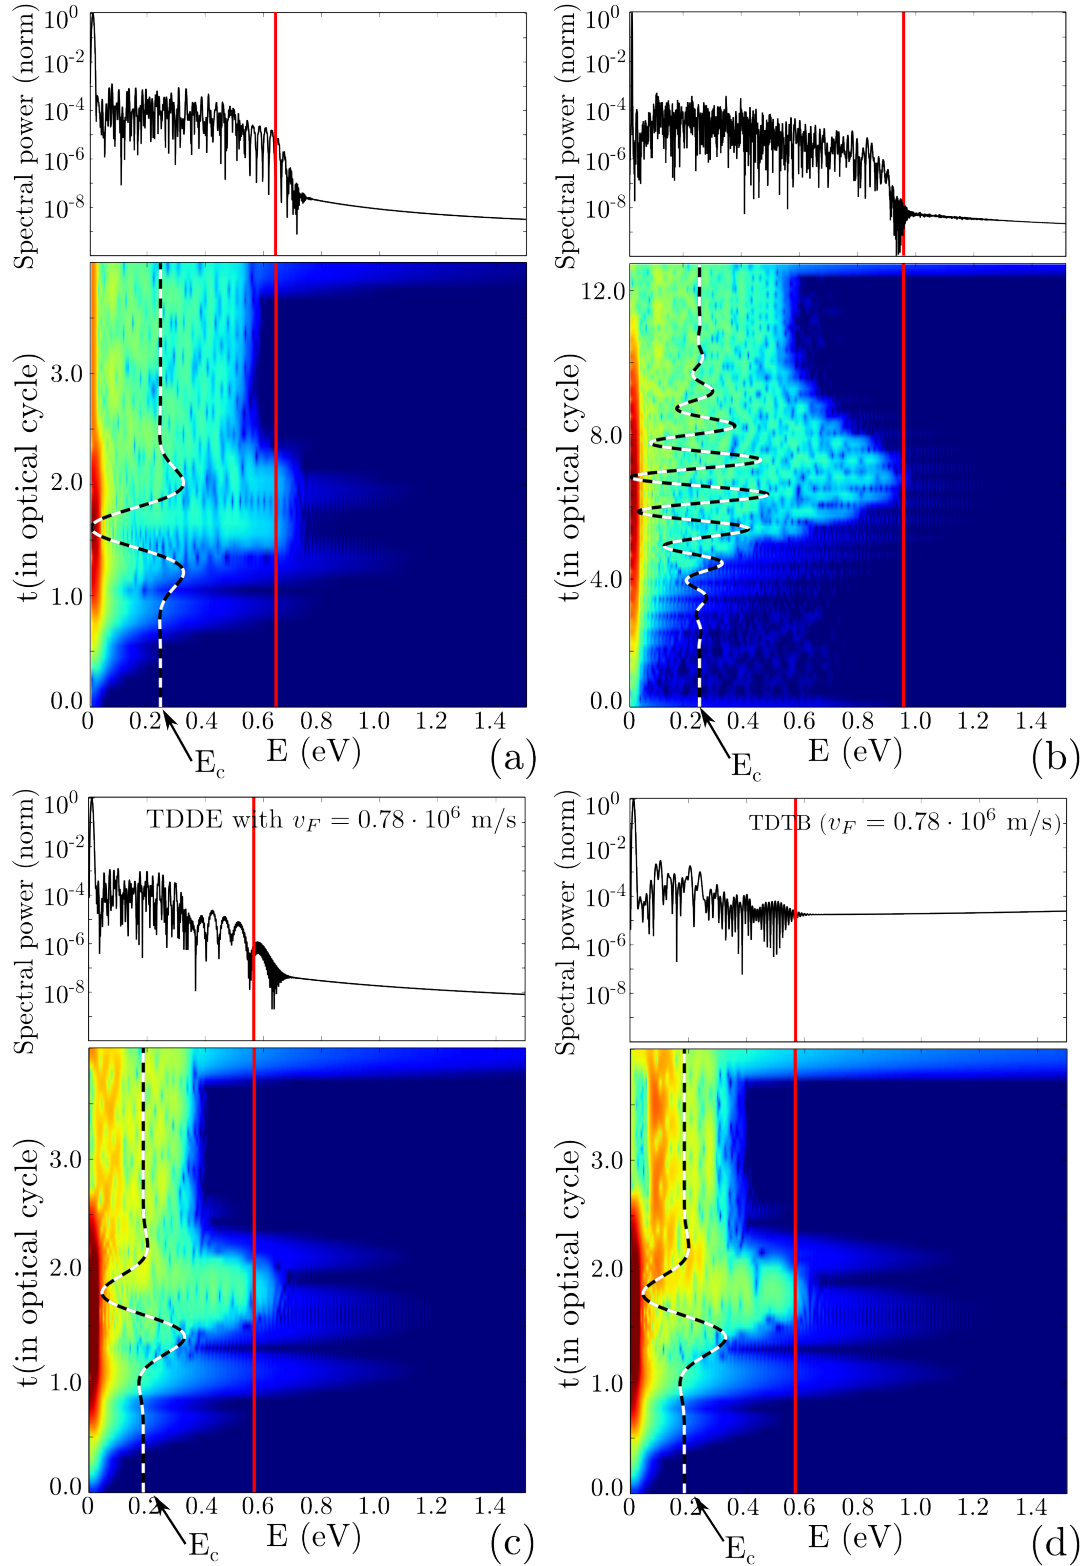 Spectral power (norm)
10^0
10^-2
10^-4
10^-6
10^-8
t(in optical cycle)
3.0
2.0
1.0
0.0
0 0.2 0.4 0.6 0.8 1.0 1.2 1.4
E (eV)
E_c
(a)
Spectral power (norm)
10^0
10^-2
10^-4
10^-6
10^-8
t(in optical cycle)
12.0
8.0
4.0
0.0
0 0.2 0.4 0.6 0.8 1.0 1.2 1.4
E (eV)
E_c
(b)
TDDE with v_F = 0.78 · 10^6 m/s
Spectral power (norm)
10^0
10^-2
10^-4
10^-6
10^-8
t(in optical cycle)
3.0
2.0
1.0
0.0
0 0.2 0.4 0.6 0.8 1.0 1.2 1.4
E (eV)
E_c
(c)
TDTB (v_F = 0.78 · 10^6 m/s)
Spectral power (norm)
10^0
10^-2
10^-4
10^-6
10^-8
t(in optical cycle)
3.0
2.0
1.0
0.0
0 0.2 0.4 0.6 0.8 1.0 1.2 1.4
E (eV)
E_c
(d)